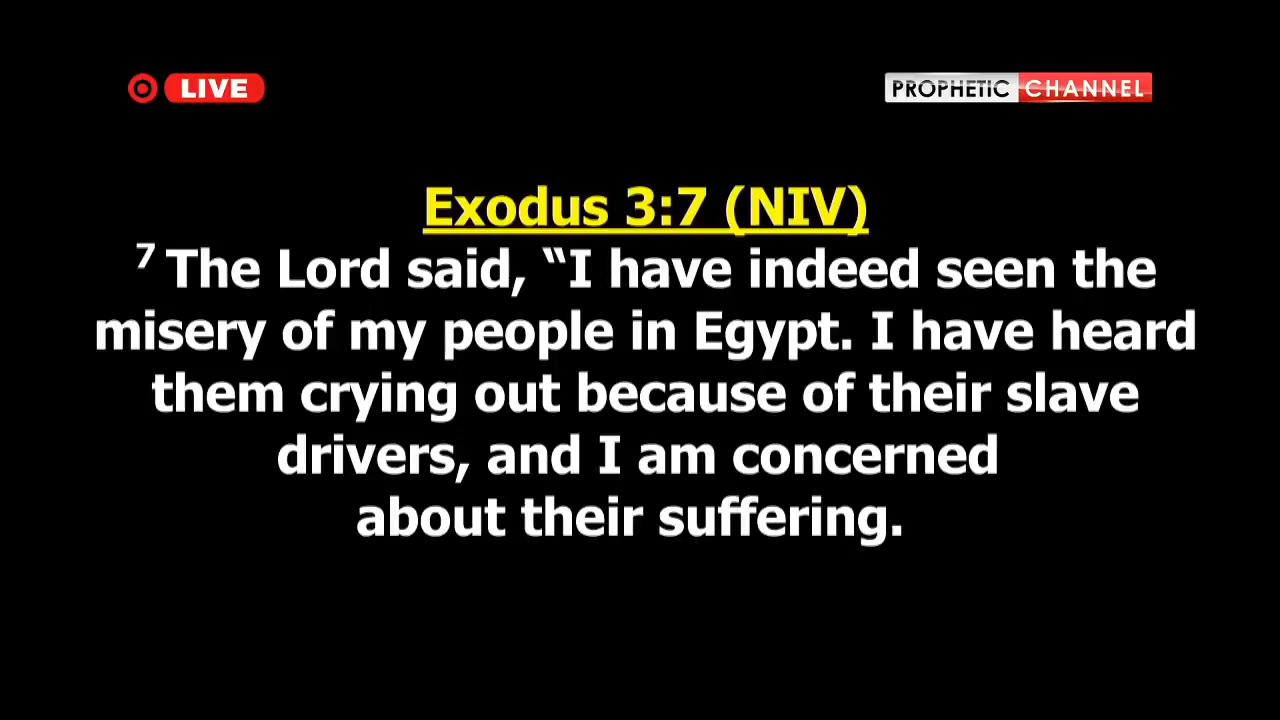 LIVE
PROPHETIC CHANNEL
Exodus 3:7 (NIV)
7 The Lord said, “I have indeed seen the
misery of my people in Egypt. I have heard
them crying out because of their slave
drivers, and I am concerned
about their suffering.